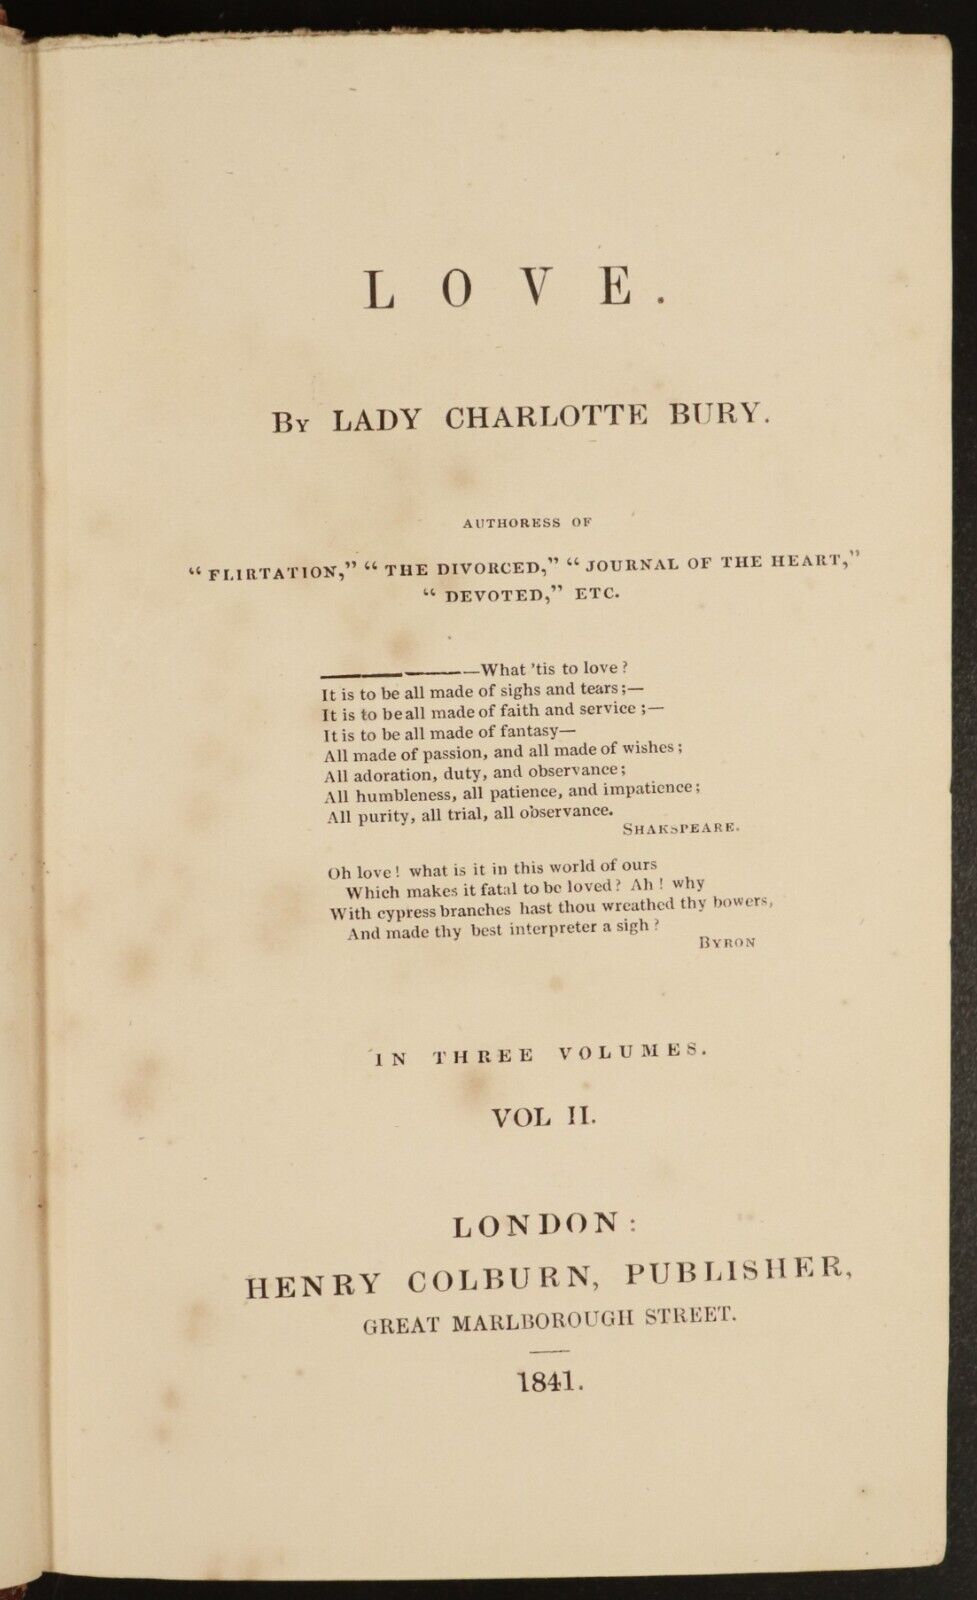 LOVE.
By LADY CHARLOTTE BURY.
AUTHORESS OF
“ FLIRTATION,” “ THE DIVORCED,” “ JOURNAL OF THE HEART,”
“ DEVOTED,” ETC.
————What 'tis to love ?
It is to be all made of sighs and tears ;—
It is to be all made of faith and service ;—
It is to be all made of fantasy—
All made of passion, and all made of wishes ;
All adoration, duty, and observance ;
All humbleness, all patience, and impatience ;
All purity, all trial, all observance.
SHAKSPEARE.
Oh love ! what is it in this world of ours
Which makes it fatal to be loved ? Ah ! why
With cypress branches hast thou wreathed thy bowers,
And made thy best interpreter a sigh ?
BYRON
IN THREE VOLUMES.
VOL II.
LONDON :
HENRY COLBURN, PUBLISHER,
GREAT MARLBOROUGH STREET.
1841.